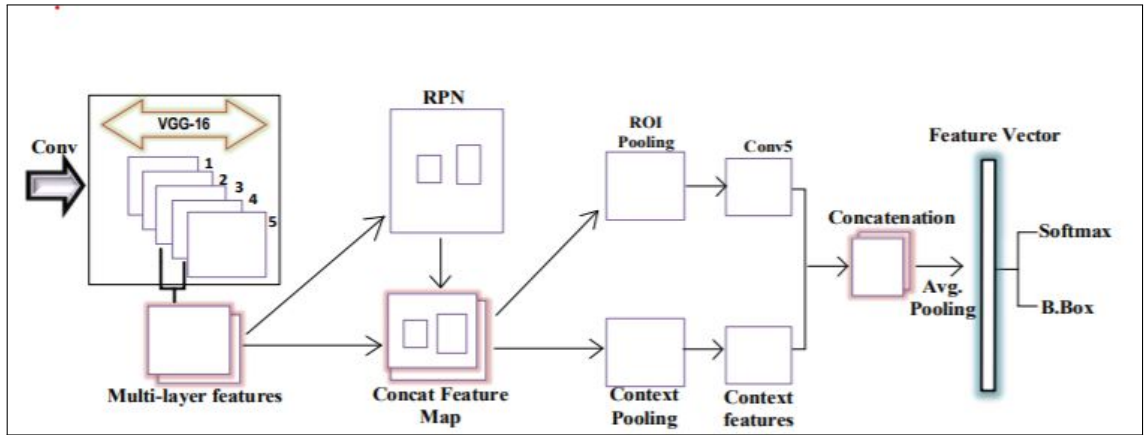 Conv
VGG-16
1
2
3
4
5
Multi-layer features
RPN
Concat Feature
Map
ROI
Pooling
Conv5
Context
Pooling
Context
features
Concatenation
Avg.
Pooling
Feature Vector
Softmax
B.Box